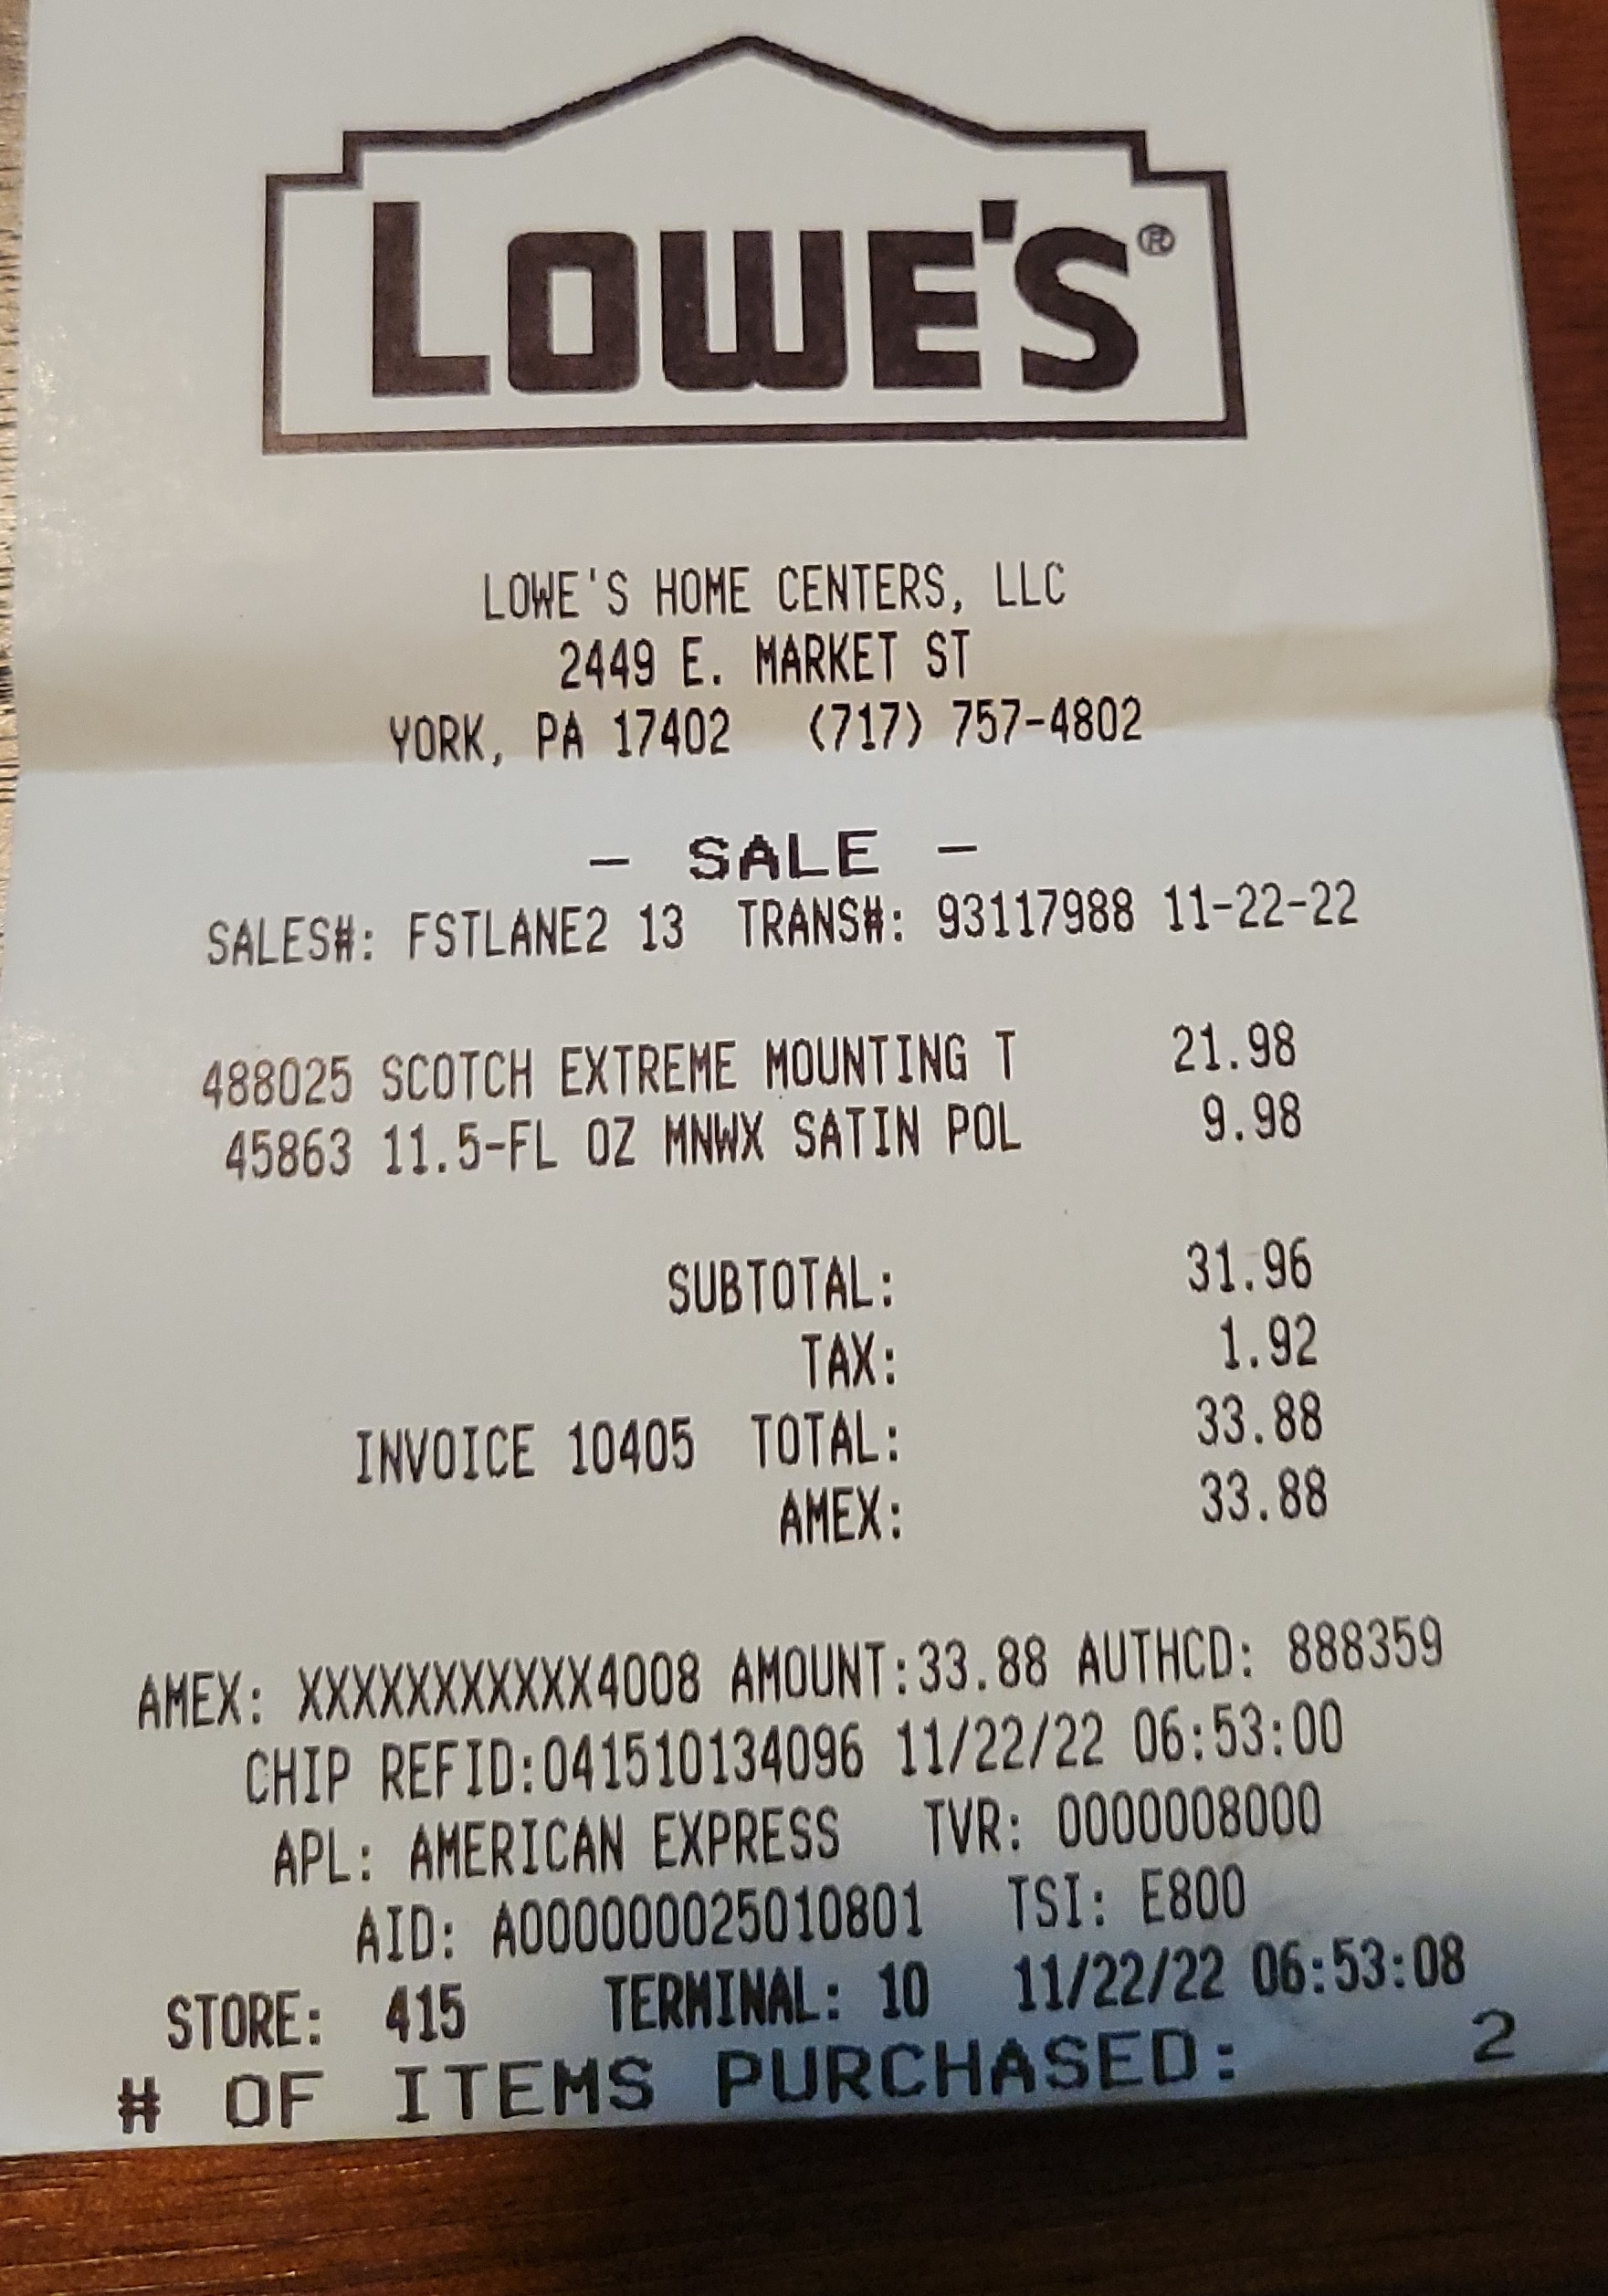 LOWE'S®
LOWE'S HOME CENTERS, LLC
2449 E. MARKET ST
YORK, PA 17402 (717) 757-4802
- SALE -
SALES#: FSTLANE2 13 TRANS#: 93117988 11-22-22
488025 SCOTCH EXTREME MOUNTING T 21.98
45863 11.5-FL OZ MNWX SATIN POL 9.98
SUBTOTAL: 31.96
TAX: 1.92
INVOICE 10405 TOTAL: 33.88
AMEX: 33.88
AMEX: XXXXXXXXXXX4008 AMOUNT:33.88 AUTHCD: 888359
CHIP REFID:041510134096 11/22/22 06:53:00
APL: AMERICAN EXPRESS TVR: 0000008000
AID: A000000025010801 TSI: E800
STORE: 415 TERMINAL: 10 11/22/22 06:53:08
# OF ITEMS PURCHASED: 2